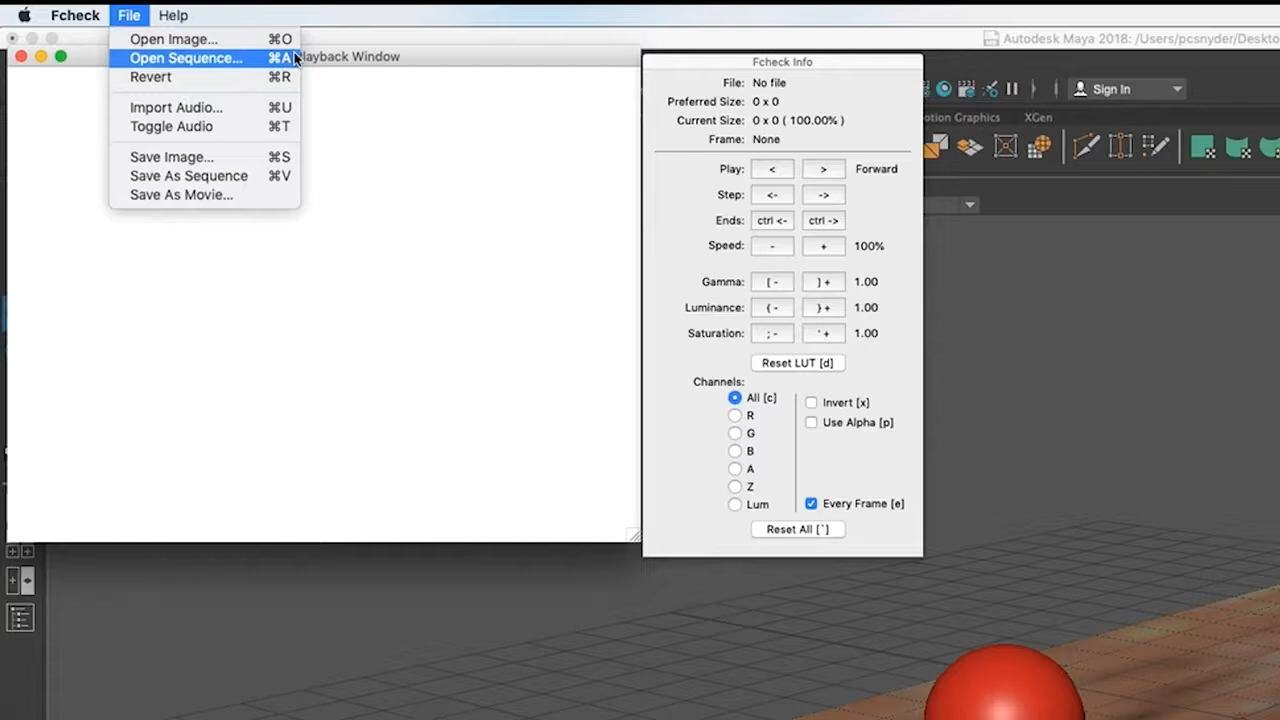 Fcheck File Help
Open Image... ⌘O
Open Sequence... ⌘A
Revert ⌘R
Import Audio... ⌘U
Toggle Audio ⌘T
Save Image... ⌘S
Save As Sequence ⌘V
Save As Movie...
layback Window
Autodesk Maya 2018: /Users/pcsnyder/Deskto
Sign In
otion Graphics XGen
Fcheck Info
File: No file
Preferred Size: 0 x 0
Current Size: 0 x 0 ( 100.00% )
Frame: None
Play: < > Forward
Step: <- ->
Ends: ctrl <- ctrl ->
Speed: - + 100%
Gamma: [ - ] + 1.00
Luminance: { - } + 1.00
Saturation: ; - ' + 1.00
Reset LUT [d]
Channels:
All [c] Invert [x]
R
G Use Alpha [p]
B
A
Z
Lum Every Frame [e]
Reset All [`]